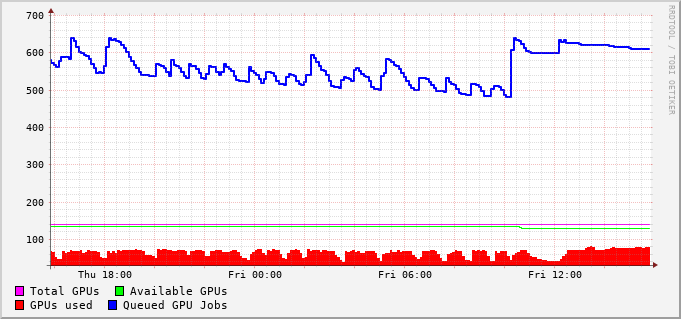 700
600
500
400
300
200
100
Thu 18:00 Fri 00:00 Fri 06:00 Fri 12:00
Total GPUs Available GPUs
GPUs used Queued GPU Jobs
RRDTOOL / TOBI OETIKER